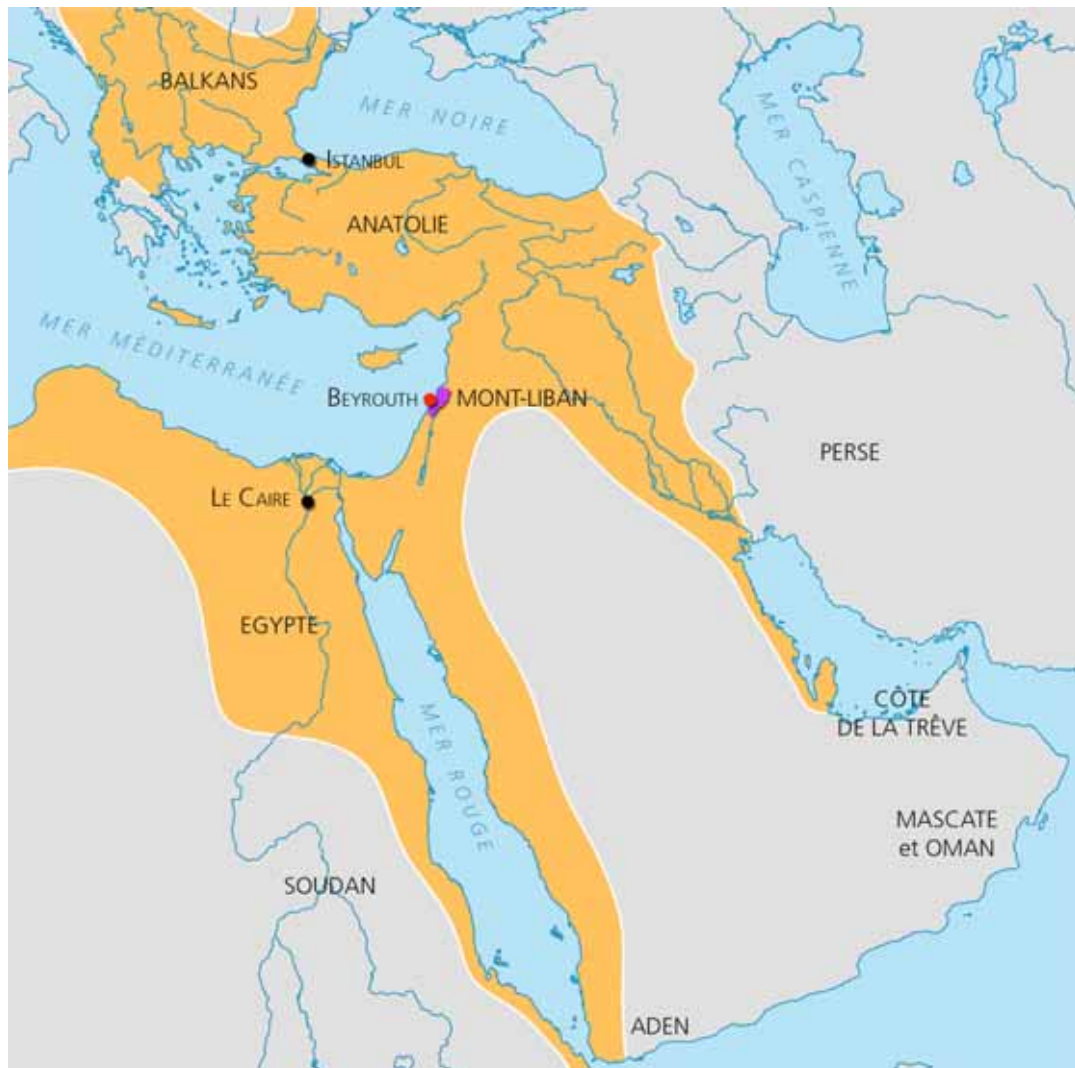 BALKANS
MER NOIRE
ISTANBUL
ANATOLIE
MER CASPIENNE
MER MÉDITERRANÉE
BEYROUTH
MONT-LIBAN
PERSE
LE CAIRE
EGYPTE
MER ROUGE
CÔTE
DE LA TRÊVE
MASCATE
et OMAN
SOUDAN
ADEN